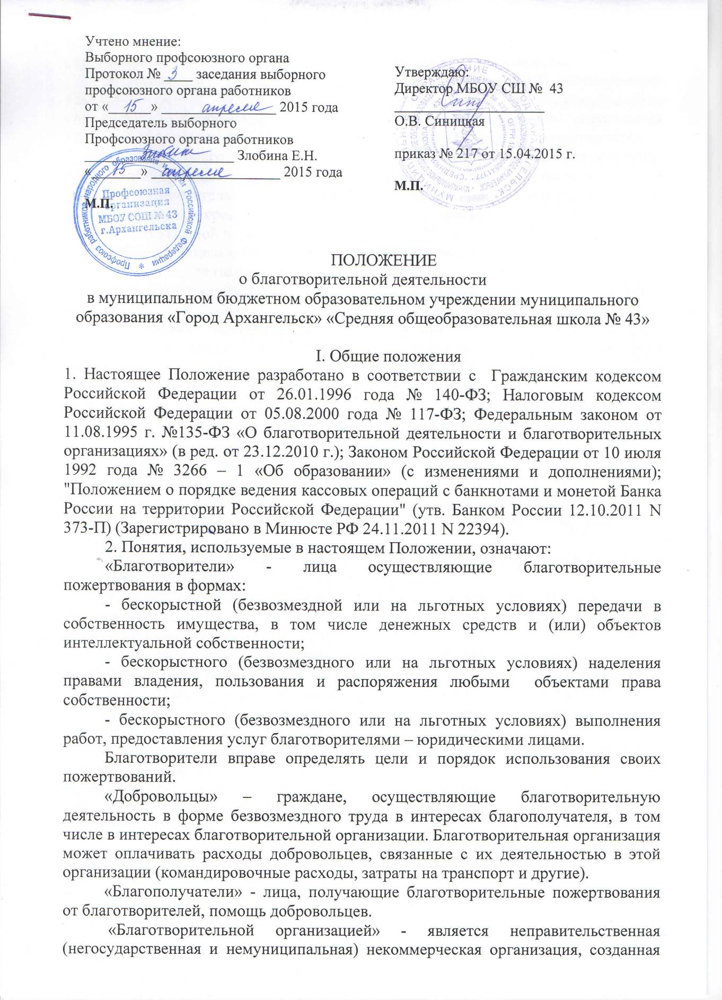 Учтено мнение:
Выборного профсоюзного органа
Протокол № 3 заседания выборного
профсоюзного органа работников
от « 15 » апреля 2015 года
Председатель выборного
Профсоюзного органа работников
Злобина Е.Н.
« 15 » апреля 2015 года
М.П.
Профсоюз работников народного образования и науки Российской Федерации
Профсоюзная
организация
МБОУ СОШ № 43
г.Архангельска
Утверждаю:
Директор МБОУ СШ № 43
О.В. Синицкая
приказ № 217 от 15.04.2015 г.
М.П.
ПОЛОЖЕНИЕ
о благотворительной деятельности
в муниципальном бюджетном образовательном учреждении муниципального
образования «Город Архангельск» «Средняя общеобразовательная школа № 43»
I. Общие положения
1. Настоящее Положение разработано в соответствии с Гражданским кодексом
Российской Федерации от 26.01.1996 года № 140-ФЗ; Налоговым кодексом
Российской Федерации от 05.08.2000 года № 117-ФЗ; Федеральным законом от
11.08.1995 г. №135-ФЗ «О благотворительной деятельности и благотворительных
организациях» (в ред. от 23.12.2010 г.); Законом Российской Федерации от 10 июля
1992 года № 3266 – 1 «Об образовании» (с изменениями и дополнениями);
"Положением о порядке ведения кассовых операций с банкнотами и монетой Банка
России на территории Российской Федерации" (утв. Банком России 12.10.2011 N
373-П) (Зарегистрировано в Минюсте РФ 24.11.2011 N 22394).
2. Понятия, используемые в настоящем Положении, означают:
«Благотворители» - лица осуществляющие благотворительные
пожертвования в формах:
- бескорыстной (безвозмездной или на льготных условиях) передачи в
собственность имущества, в том числе денежных средств и (или) объектов
интеллектуальной собственности;
- бескорыстного (безвозмездного или на льготных условиях) наделения
правами владения, пользования и распоряжения любыми объектами права
собственности;
- бескорыстного (безвозмездного или на льготных условиях) выполнения
работ, предоставления услуг благотворителями – юридическими лицами.
Благотворители вправе определять цели и порядок использования своих
пожертвований.
«Добровольцы» – граждане, осуществляющие благотворительную
деятельность в форме безвозмездного труда в интересах благополучателя, в том
числе в интересах благотворительной организации. Благотворительная организация
может оплачивать расходы добровольцев, связанные с их деятельностью в этой
организации (командировочные расходы, затраты на транспорт и другие).
«Благополучатели» - лица, получающие благотворительные пожертвования
от благотворителей, помощь добровольцев.
«Благотворительной организацией» - является неправительственная
(негосударственная и немуниципальная) некоммерческая организация, созданная